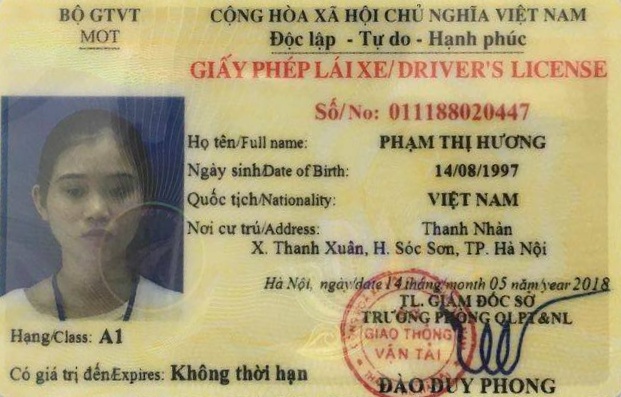 BỘ GTVT
MOT
CỘNG HÒA XÃ HỘI CHỦ NGHĨA VIỆT NAM
Độc lập - Tự do - Hạnh phúc
GIẤY PHÉP LÁI XE/ DRIVER'S LICENSE
Số/No: 011188020447
Họ tên/Full name: PHẠM THỊ HƯƠNG
Ngày sinh/Date of Birth: 14/08/1997
Quốc tịch/Nationality: VIỆT NAM
Nơi cư trú/Address: Thanh Nhàn
X. Thanh Xuân, H. Sóc Sơn, TP. Hà Nội
Hà Nội, ngày/date 14 tháng/month 05 năm/year 2018
TL. GIÁM ĐỐC SỞ
TRƯỞNG PHÒNG QLPT&NL
GIAO THÔNG
VẬN TẢI
Hạng/Class: A1
Có giá trị đến/Expires: Không thời hạn
ĐÀO DUY PHONG